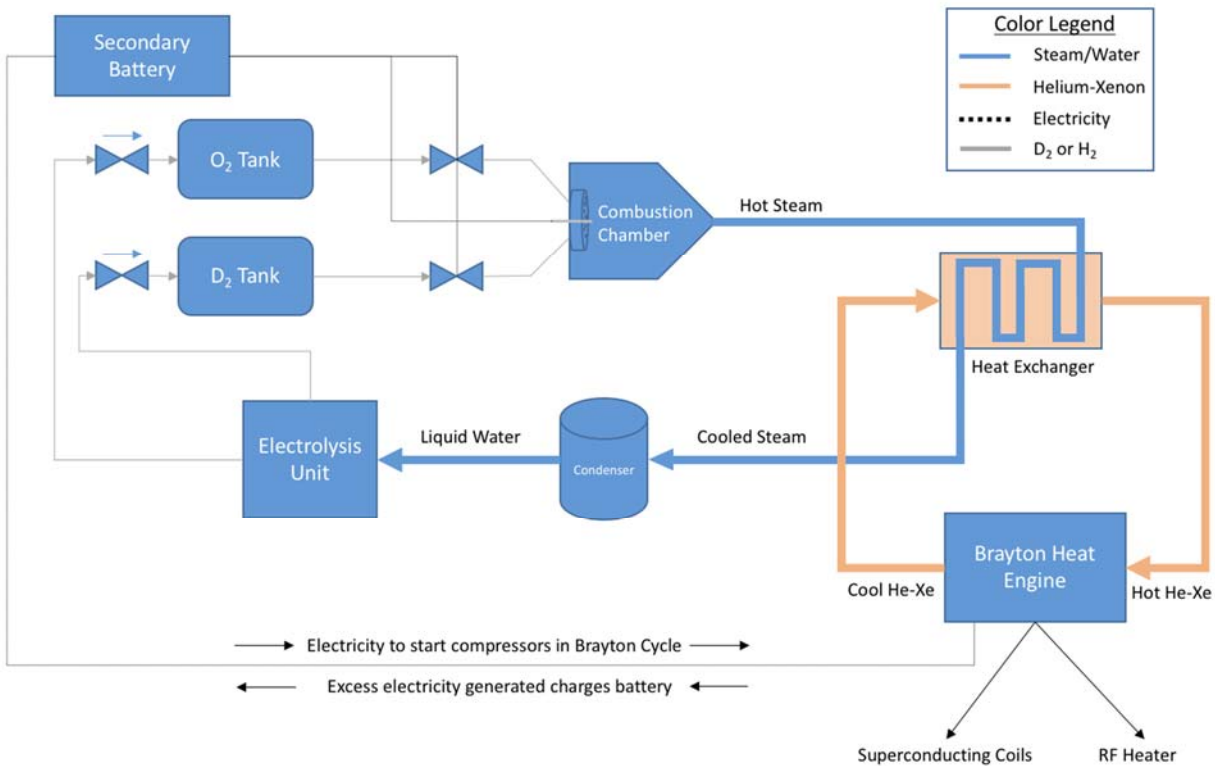 Secondary
Battery
Color Legend
Steam/Water
Helium-Xenon
Electricity
D₂ or H₂
O₂ Tank
D₂ Tank
Combustion
Chamber
Hot Steam
Heat Exchanger
Electrolysis
Unit
Liquid Water
Condenser
Cooled Steam
Brayton Heat
Engine
Cool He-Xe
Hot He-Xe
Electricity to start compressors in Brayton Cycle
Excess electricity generated charges battery
Superconducting Coils
RF Heater